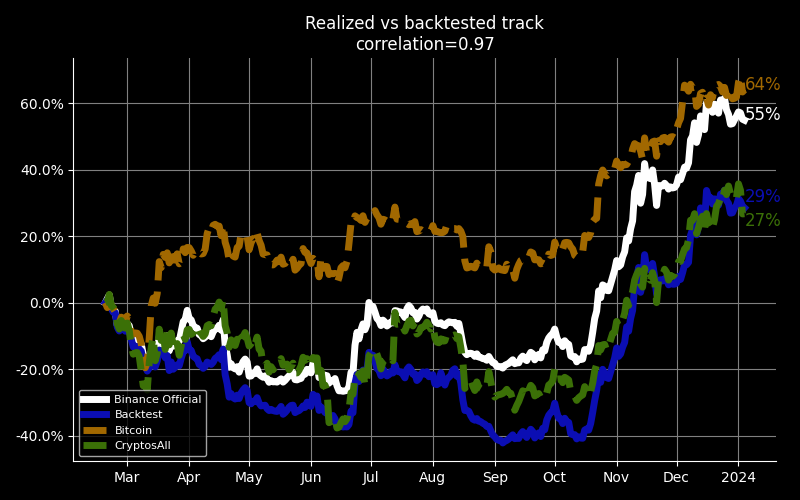 Realized vs backtested track
correlation=0.97
60.0%
40.0%
20.0%
0.0%
-20.0%
-40.0%
64%
55%
29%
27%
Binance Official
Backtest
Bitcoin
CryptosAll
Mar Apr May Jun Jul Aug Sep Oct Nov Dec 2024